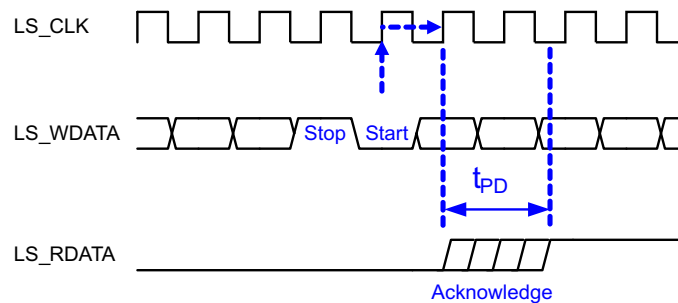 LS_CLK
LS_WDATA
Stop
Start
tPD
LS_RDATA
Acknowledge